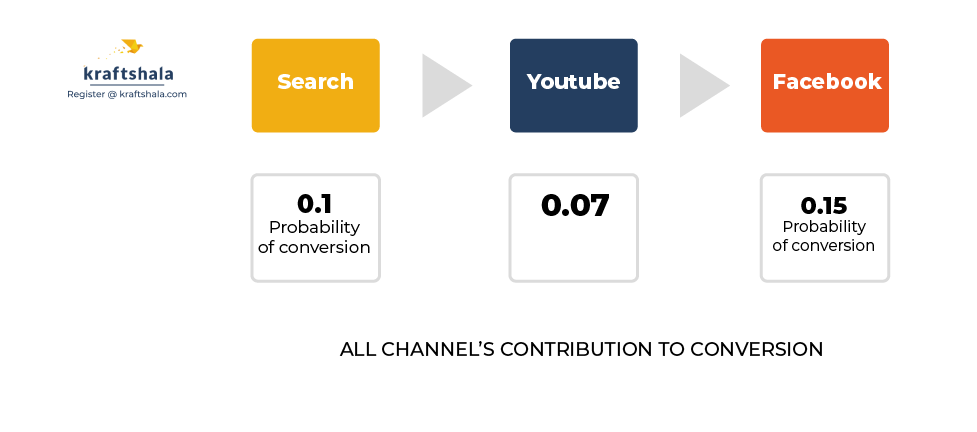 kraftshala
Register @ kraftshala.com
Search
Youtube
Facebook
0.1
Probability
of conversion
0.07
0.15
Probability
of conversion
ALL CHANNEL'S CONTRIBUTION TO CONVERSION